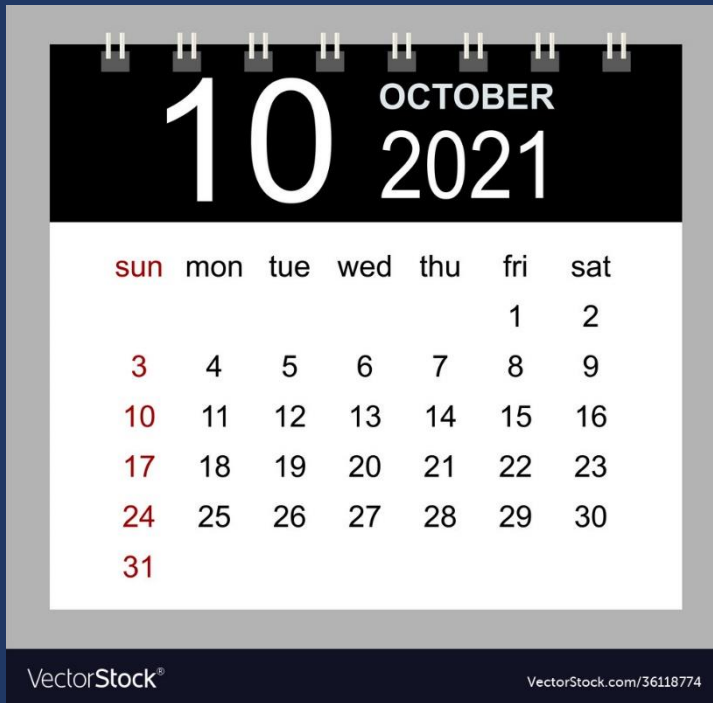 10
OCTOBER
2021
sun mon tue wed thu fri sat
1 2
3 4 5 6 7 8 9
10 11 12 13 14 15 16
17 18 19 20 21 22 23
24 25 26 27 28 29 30
31
VectorStock®
VectorStock.com/36118774